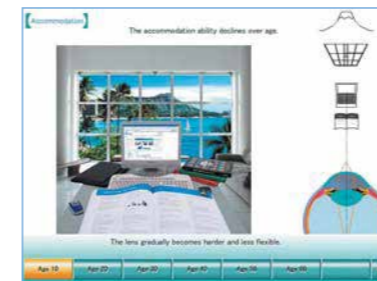 Accommodation
The accommodation ability declines over age.
The lens gradually becomes harder and less flexible.
Age 10 Age 20 Age 30 Age 40 Age 50 Age 60